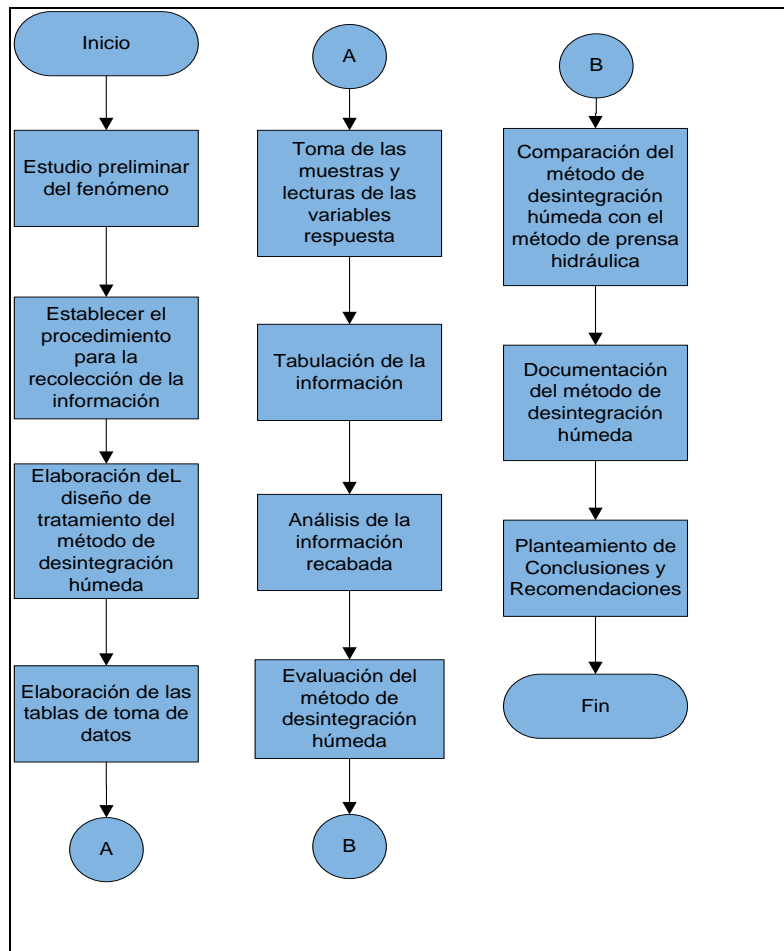 Inicio
Estudio preliminar
del fenómeno
Establecer el
procedimiento
para la
recolección de la
información
Elaboración deL
diseño de
tratamiento del
método de
desintegración
húmeda
Elaboración de las
tablas de toma de
datos
A
A
Toma de las
muestras y
lecturas de las
variables
respuesta
Tabulación de la
información
Análisis de la
información
recabada
Evaluación del
método de
desintegración
húmeda
B
B
Comparación del
método de
desintegración
húmeda con el
método de prensa
hidráulica
Documentación
del método de
desintegración
húmeda
Planteamiento de
Conclusiones y
Recomendaciones
Fin